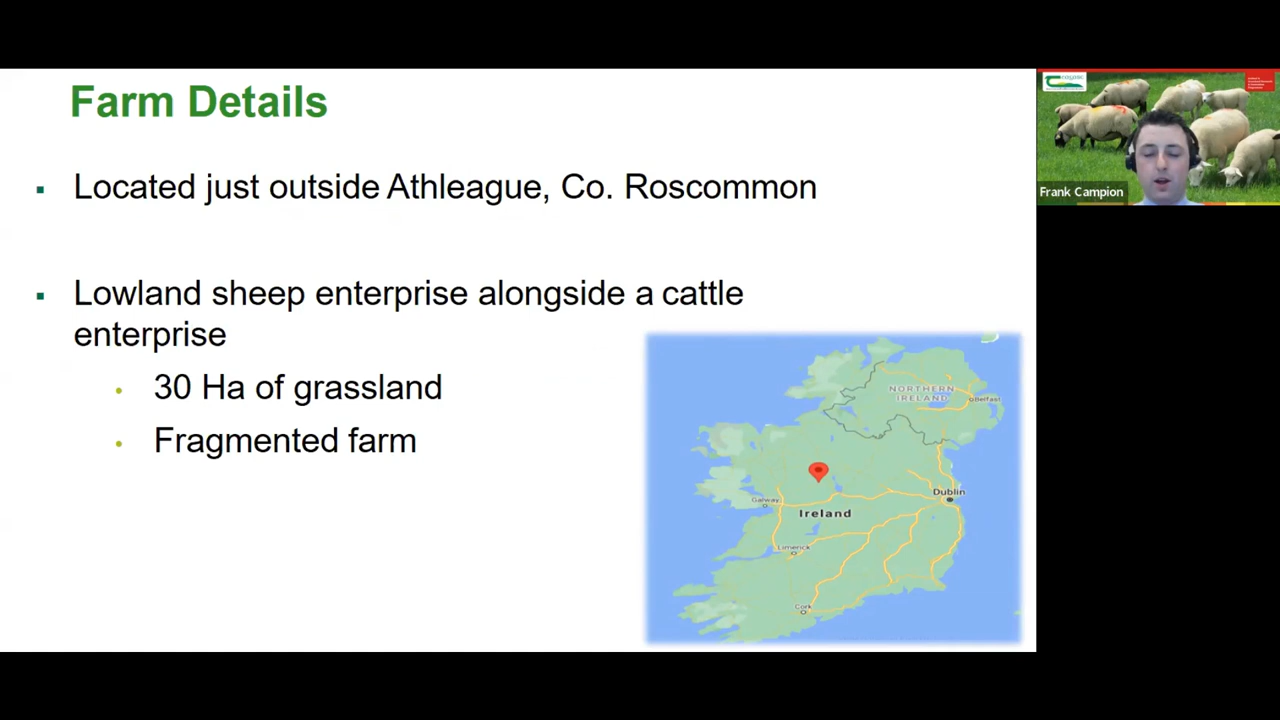 Farm Details
Located just outside Athleague, Co. Roscommon
Lowland sheep enterprise alongside a cattle
enterprise
30 Ha of grassland
Fragmented farm
NORTHERN
IRELAND
Belfast
Dublin
Galway
Ireland
Limerick
Cork
Frank Campion